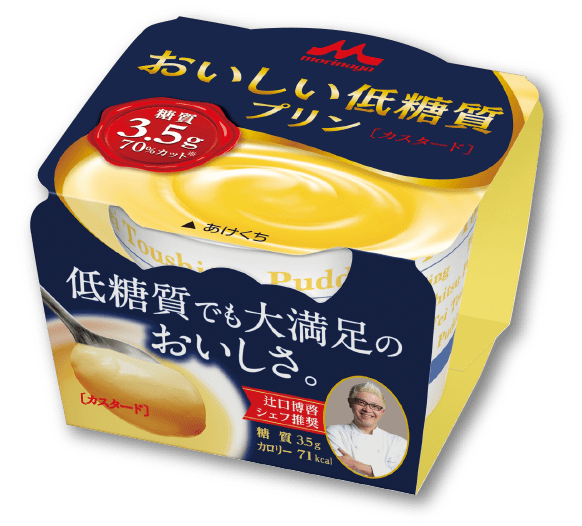 morinaga
おいしい低糖質
プリン
[カスタード]
糖質
3.5g
70%カット※
▲あけくち
Toushi
Pudd
低糖質でも大満足の
おいしさ。
[カスタード]
辻口博啓
シェフ推奨
糖質 3.5g
カロリー 71kcal